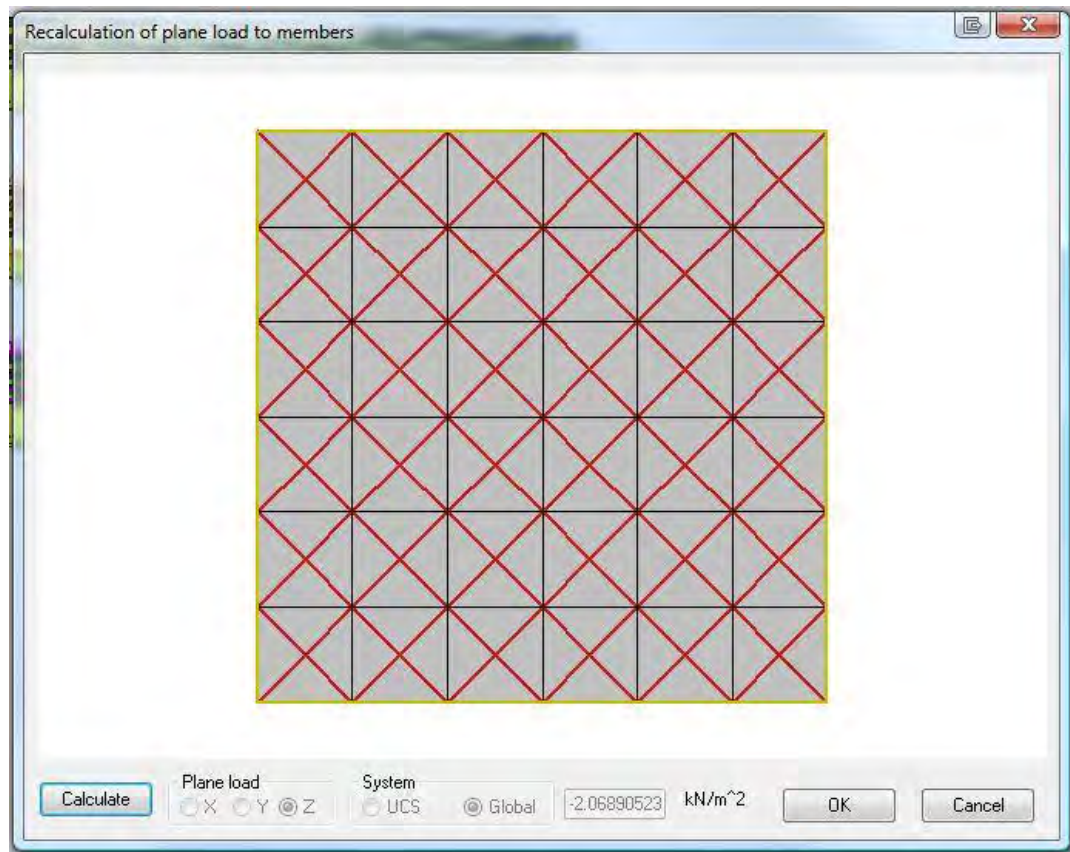 Recalculation of plane load to members
Plane load
System
Calculate
X Y Z
UCS Global
-2.06890523
kN/m^2
OK
Cancel